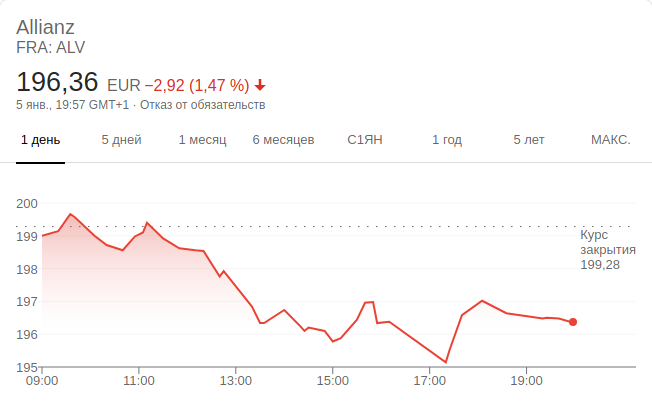 Allianz
FRA: ALV
196,36 EUR −2,92 (1,47 %)
5 янв., 19:57 GMT+1 · Отказ от обязательств
1 день 5 дней 1 месяц 6 месяцев С1ЯН 1 год 5 лет МАКС.
200
199
198
197
196
195
Курс
закрытия
199,28
09:00 11:00 13:00 15:00 17:00 19:00